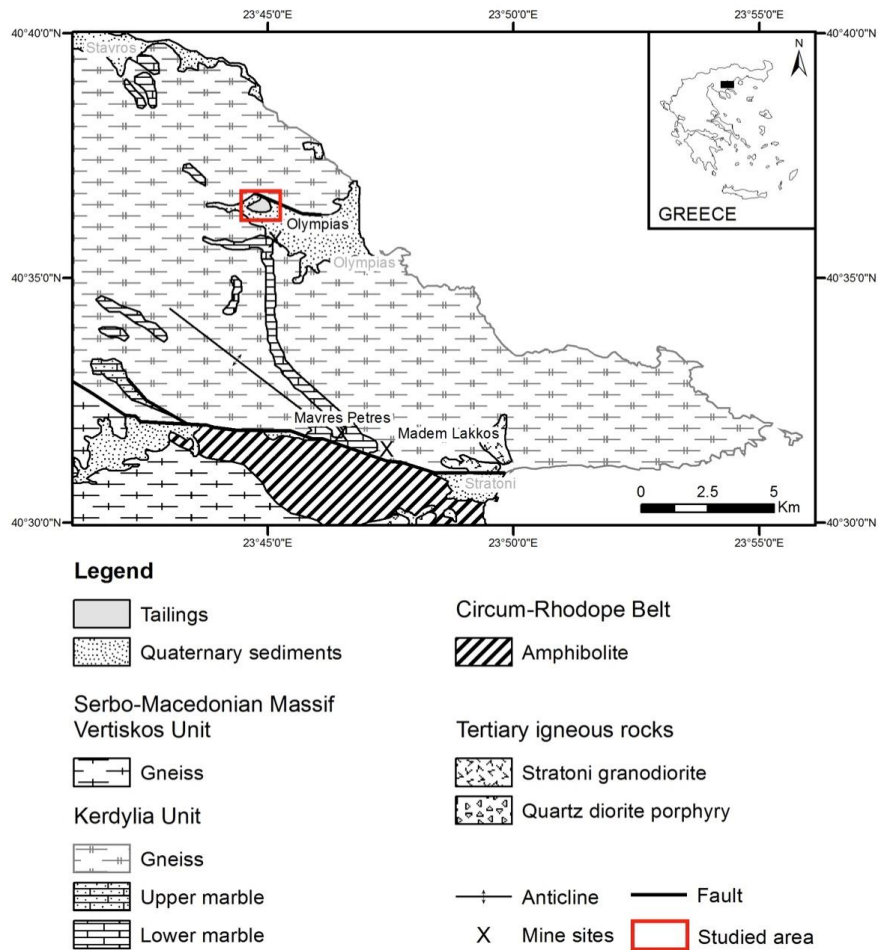 23°45'0"E 23°50'0"E 23°55'0"E
40°40'0"N 40°40'0"N
Stavros
N
GREECE
Olympias
Olympias
40°35'0"N 40°35'0"N
Mavres Petres
Madem Lakkos
Stratoni
0 2.5 5
Km
40°30'0"N 40°30'0"N
23°45'0"E 23°50'0"E 23°55'0"E
Legend
Tailings
Quaternary sediments
Serbo-Macedonian Massif
Vertiskos Unit
Gneiss
Kerdylia Unit
Gneiss
Upper marble
Lower marble
Circum-Rhodope Belt
Amphibolite
Tertiary igneous rocks
Stratoni granodiorite
Quartz diorite porphyry
Anticline
Fault
X Mine sites
Studied area